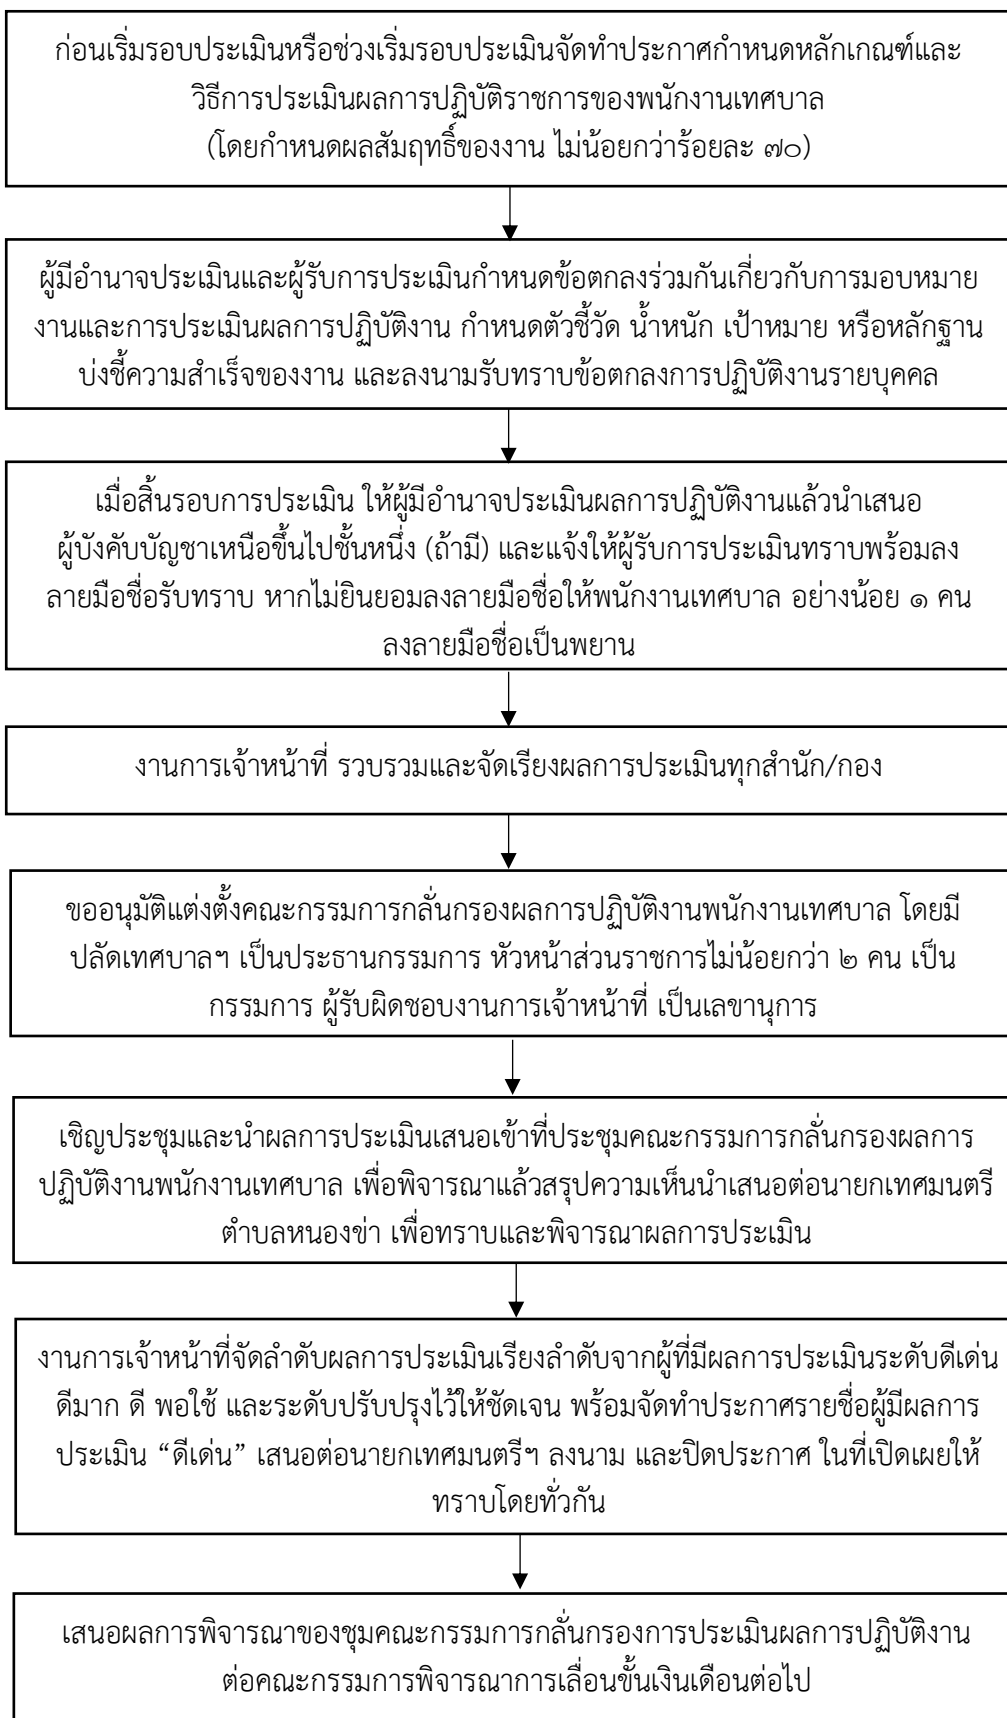 ก่อนเริ่มรอบประเมินหรือช่วงเริ่มรอบประเมินจัดทำประกาศกำหนดหลักเกณฑ์และ
วิธีการประเมินผลการปฏิบัติราชการของพนักงานเทศบาล
(โดยกำหนดผลสัมฤทธิ์ของงาน ไม่น้อยกว่าร้อยละ ๗๐)
ผู้มีอำนาจประเมินและผู้รับการประเมินกำหนดข้อตกลงร่วมกันเกี่ยวกับการมอบหมาย
งานและการประเมินผลการปฏิบัติงาน กำหนดตัวชี้วัด น้ำหนัก เป้าหมาย หรือหลักฐาน
บ่งชี้ความสำเร็จของงาน และลงนามรับทราบข้อตกลงการปฏิบัติงานรายบุคคล
เมื่อสิ้นรอบการประเมิน ให้ผู้มีอำนาจประเมินผลการปฏิบัติงานแล้วนำเสนอ
ผู้บังคับบัญชาเหนือขึ้นไปชั้นหนึ่ง (ถ้ามี) และแจ้งให้ผู้รับการประเมินทราบพร้อมลง
ลายมือชื่อรับทราบ หากไม่ยินยอมลงลายมือชื่อให้พนักงานเทศบาล อย่างน้อย ๑ คน
ลงลายมือชื่อเป็นพยาน
งานการเจ้าหน้าที่ รวบรวมและจัดเรียงผลการประเมินทุกสำนัก/กอง
ขออนุมัติแต่งตั้งคณะกรรมการกลั่นกรองผลการปฏิบัติงานพนักงานเทศบาล โดยมี
ปลัดเทศบาลฯ เป็นประธานกรรมการ หัวหน้าส่วนราชการไม่น้อยกว่า ๒ คน เป็น
กรรมการ ผู้รับผิดชอบงานการเจ้าหน้าที่ เป็นเลขานุการ
เชิญประชุมและนำผลการประเมินเสนอเข้าที่ประชุมคณะกรรมการกลั่นกรองผลการ
ปฏิบัติงานพนักงานเทศบาล เพื่อพิจารณาแล้วสรุปความเห็นนำเสนอต่อนายกเทศมนตรี
ตำบลหนองข่า เพื่อทราบและพิจารณาผลการประเมิน
งานการเจ้าหน้าที่จัดลำดับผลการประเมินเรียงลำดับจากผู้ที่มีผลการประเมินระดับดีเด่น
ดีมาก ดี พอใช้ และระดับปรับปรุงไว้ให้ชัดเจน พร้อมจัดทำประกาศรายชื่อผู้มีผลการ
ประเมิน “ดีเด่น” เสนอต่อนายกเทศมนตรีฯ ลงนาม และปิดประกาศ ในที่เปิดเผยให้
ทราบโดยทั่วกัน
เสนอผลการพิจารณาของชุมคณะกรรมการกลั่นกรองการประเมินผลการปฏิบัติงาน
ต่อคณะกรรมการพิจารณาการเลื่อนขั้นเงินเดือนต่อไป